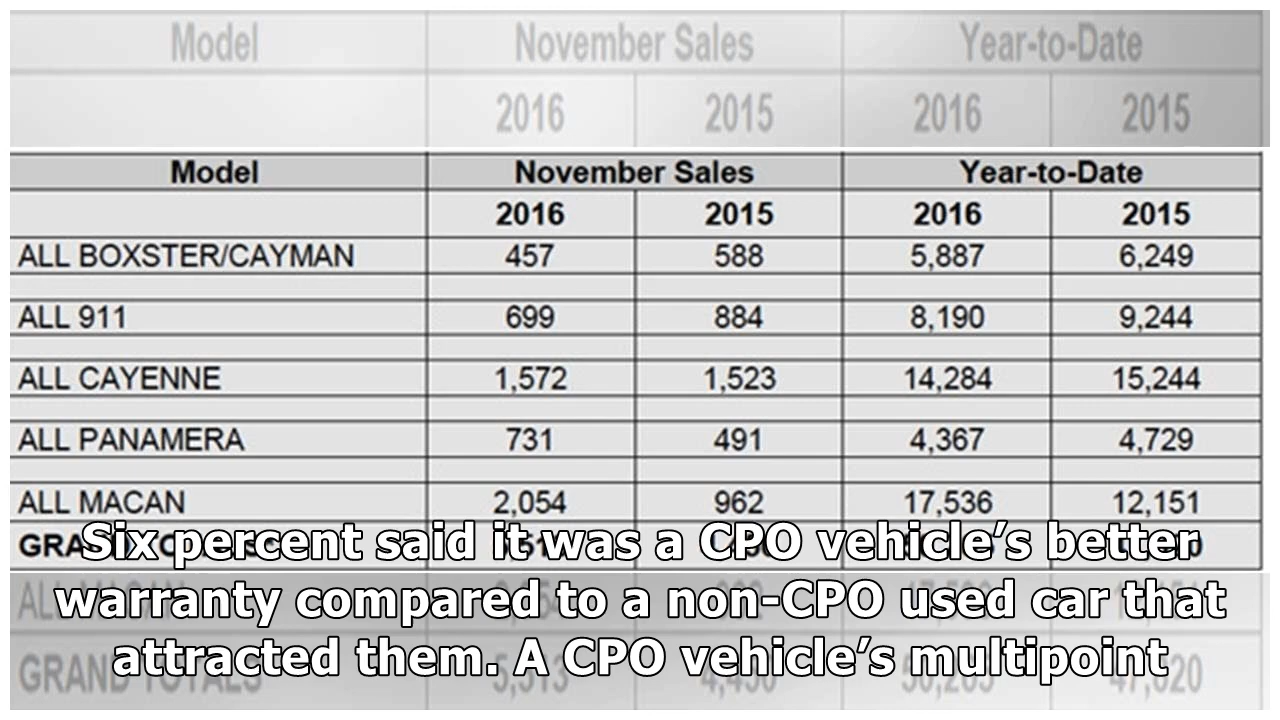 Model November Sales Year-to-Date
2016 2015 2016 2015
Model November Sales Year-to-Date
2016 2015 2016 2015
ALL BOXSTER/CAYMAN 457 588 5,887 6,249
ALL 911 699 884 8,190 9,244
ALL CAYENNE 1,572 1,523 14,284 15,244
ALL PANAMERA 731 491 4,367 4,729
ALL MACAN 2,054 962 17,536 12,151
Six percent said it was a CPO vehicle’s better
warranty compared to a non-CPO used car that
attracted them. A CPO vehicle’s multipoint
GRAND TOTALS